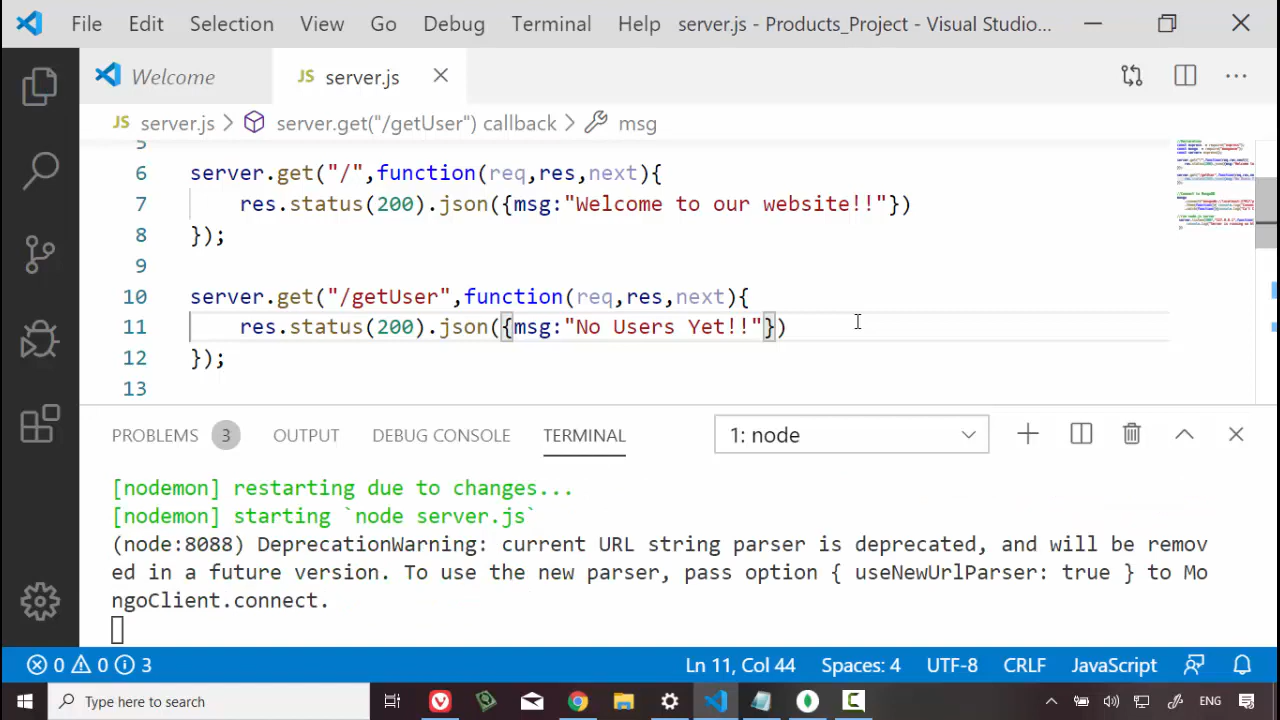 File Edit Selection View Go Debug Terminal Help server.js - Products_Project - Visual Studio...
Welcome JS server.js
JS server.js > server.get("/getUser") callback > msg
5
6 server.get("/",function(req,res,next){
7 res.status(200).json({msg:"Welcome to our website!!"})
8 });
9
10 server.get("/getUser",function(req,res,next){
11 res.status(200).json({msg:"No Users Yet!!"})
12 });
13
PROBLEMS 3 OUTPUT DEBUG CONSOLE TERMINAL 1: node
[nodemon] restarting due to changes...
[nodemon] starting `node server.js`
(node:8088) DeprecationWarning: current URL string parser is deprecated, and will be remov
ed in a future version. To use the new parser, pass option { useNewUrlParser: true } to Mo
ngoClient.connect.
0 0 3 Ln 11, Col 44 Spaces: 4 UTF-8 CRLF JavaScript
Type here to search ENG